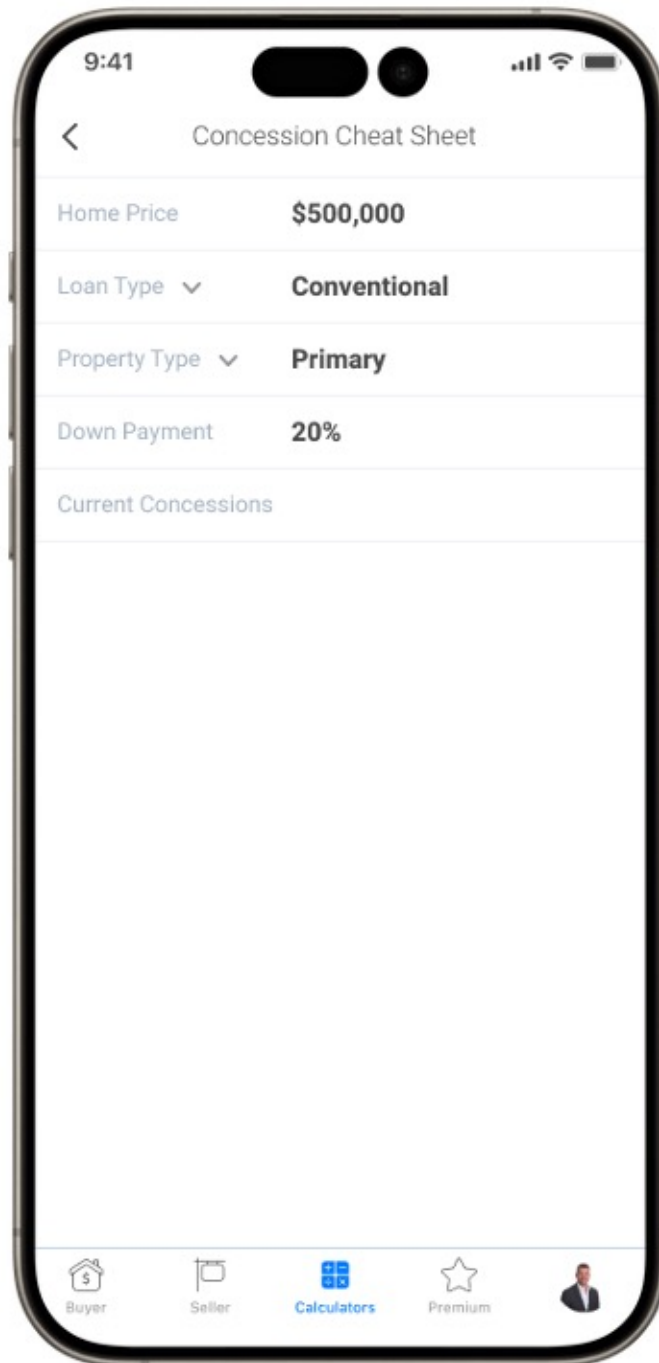 9:41
Concession Cheat Sheet
Home Price $500,000
Loan Type Conventional
Property Type Primary
Down Payment 20%
Current Concessions
Buyer Seller Calculators Premium